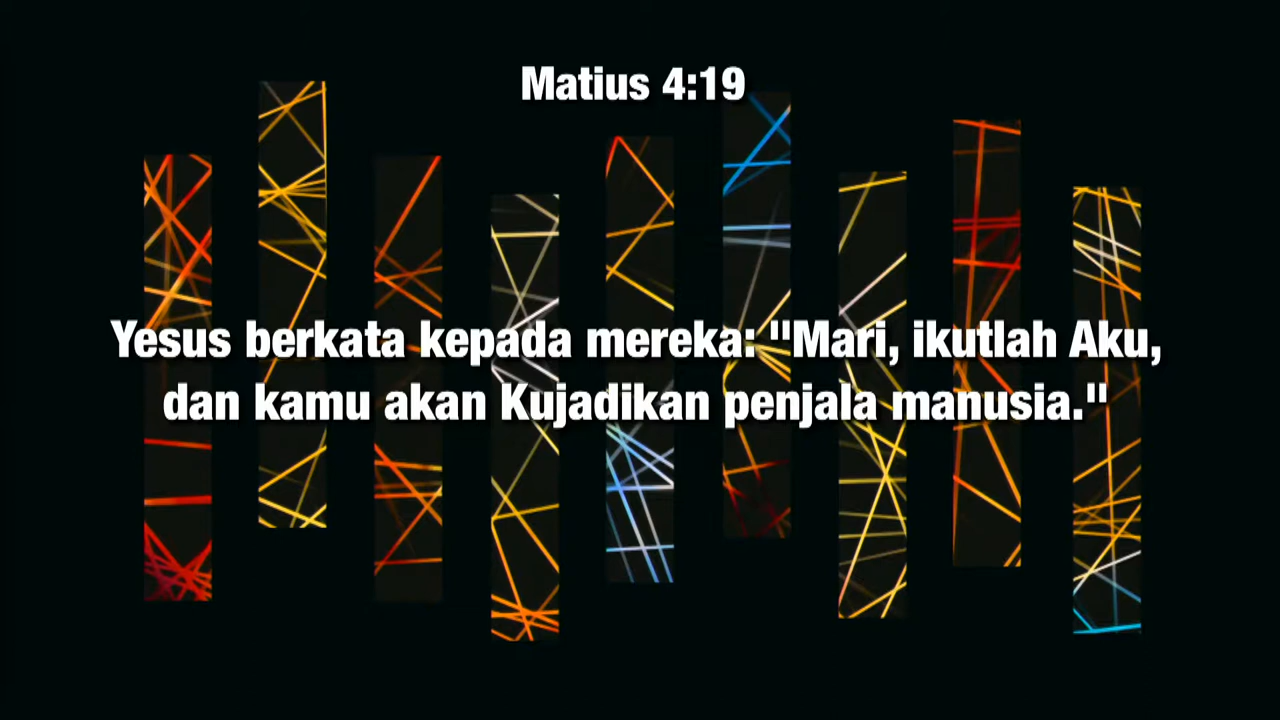 Matius 4:19
Yesus berkata kepada mereka: "Mari, ikutlah Aku,
dan kamu akan Kujadikan penjala manusia."